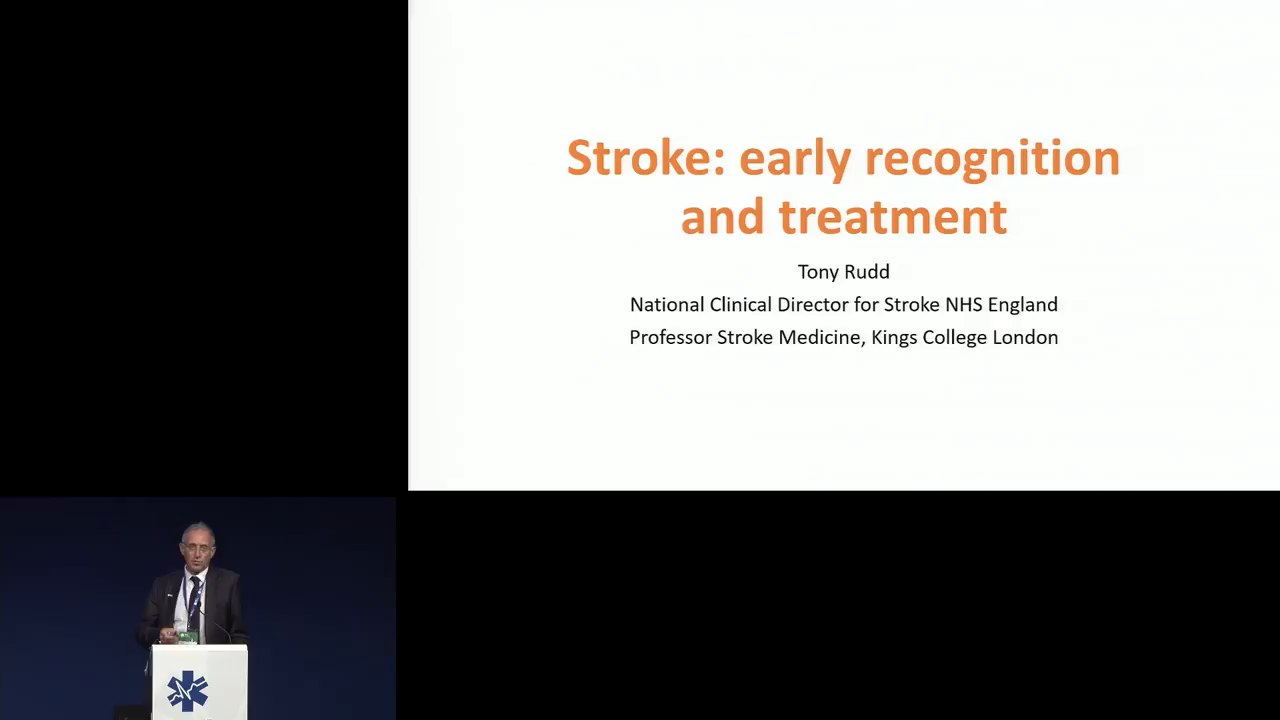 Stroke: early recognition
and treatment
Tony Rudd
National Clinical Director for Stroke NHS England
Professor Stroke Medicine, Kings College London